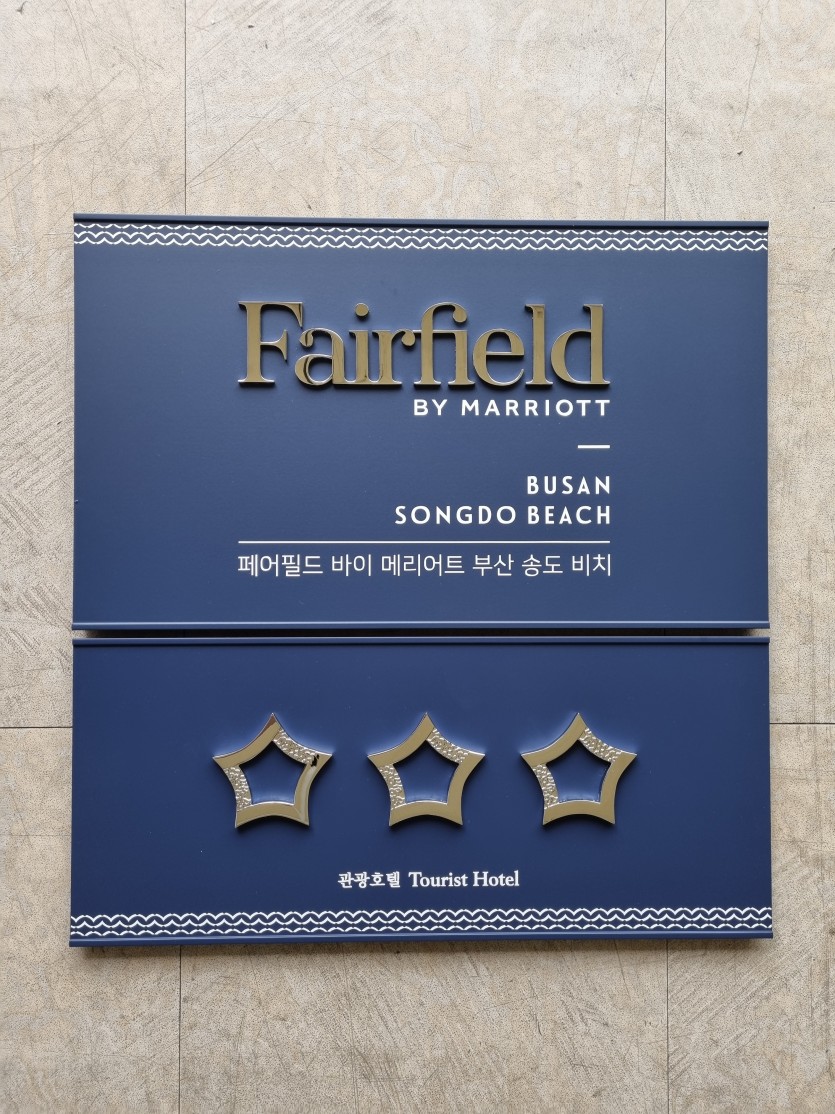 Fairfield
BY MARRIOTT
BUSAN
SONGDO BEACH
페어필드 바이 메리어트 부산 송도 비치
관광호텔 Tourist Hotel